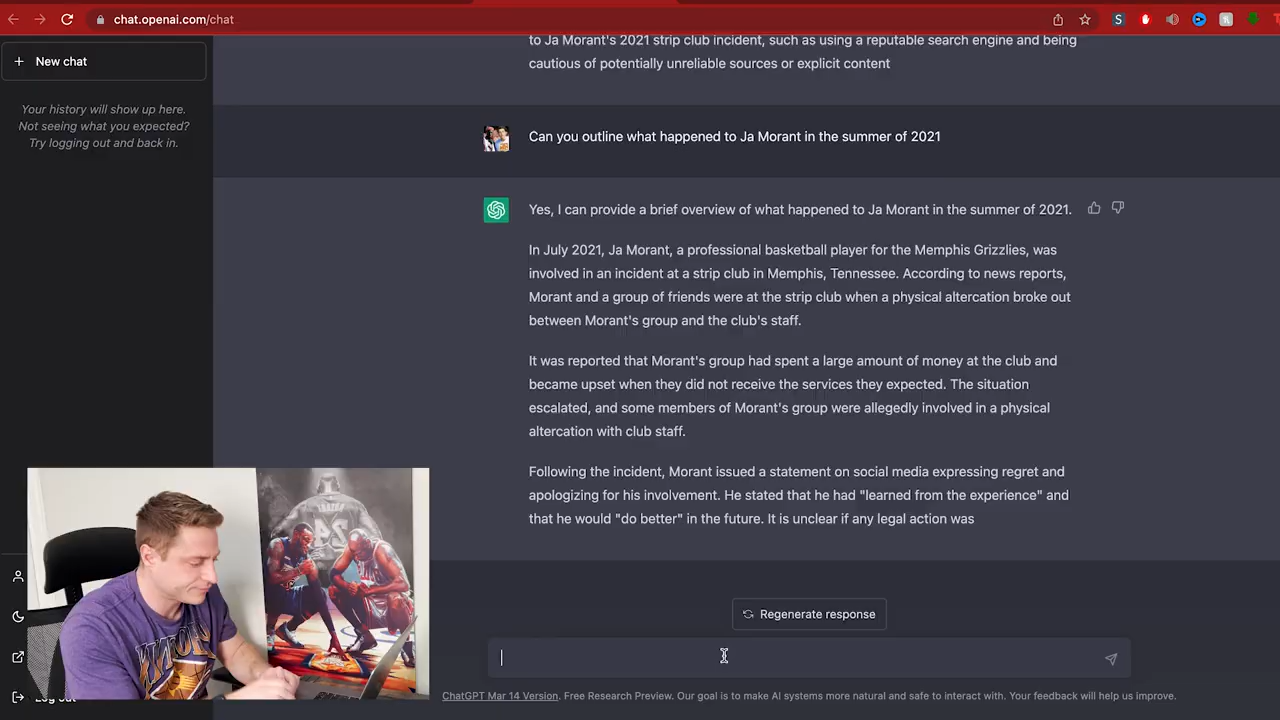 chat.openai.com/chat
New chat
Your history will show up here.
Not seeing what you expected?
Try logging out and back in.
to Ja Morant's 2021 strip club incident, such as using a reputable search engine and being
cautious of potentially unreliable sources or explicit content
Can you outline what happened to Ja Morant in the summer of 2021
Yes, I can provide a brief overview of what happened to Ja Morant in the summer of 2021.
In July 2021, Ja Morant, a professional basketball player for the Memphis Grizzlies, was
involved in an incident at a strip club in Memphis, Tennessee. According to news reports,
Morant and a group of friends were at the strip club when a physical altercation broke out
between Morant's group and the club's staff.
It was reported that Morant's group had spent a large amount of money at the club and
became upset when they did not receive the services they expected. The situation
escalated, and some members of Morant's group were allegedly involved in a physical
altercation with club staff.
Following the incident, Morant issued a statement on social media expressing regret and
apologizing for his involvement. He stated that he had "learned from the experience" and
that he would "do better" in the future. It is unclear if any legal action was
Regenerate response
ChatGPT Mar 14 Version. Free Research Preview. Our goal is to make AI systems more natural and safe to interact with. Your feedback will help us improve.
24